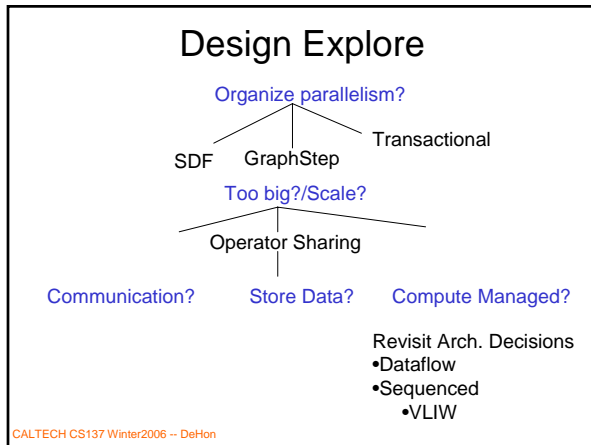 Design Explore
Organize parallelism?
SDF GraphStep Transactional
Too big?/Scale?
Operator Sharing
Communication? Store Data? Compute Managed?
Revisit Arch. Decisions
•Dataflow
•Sequenced
•VLIW
CALTECH CS137 Winter2006 -- DeHon